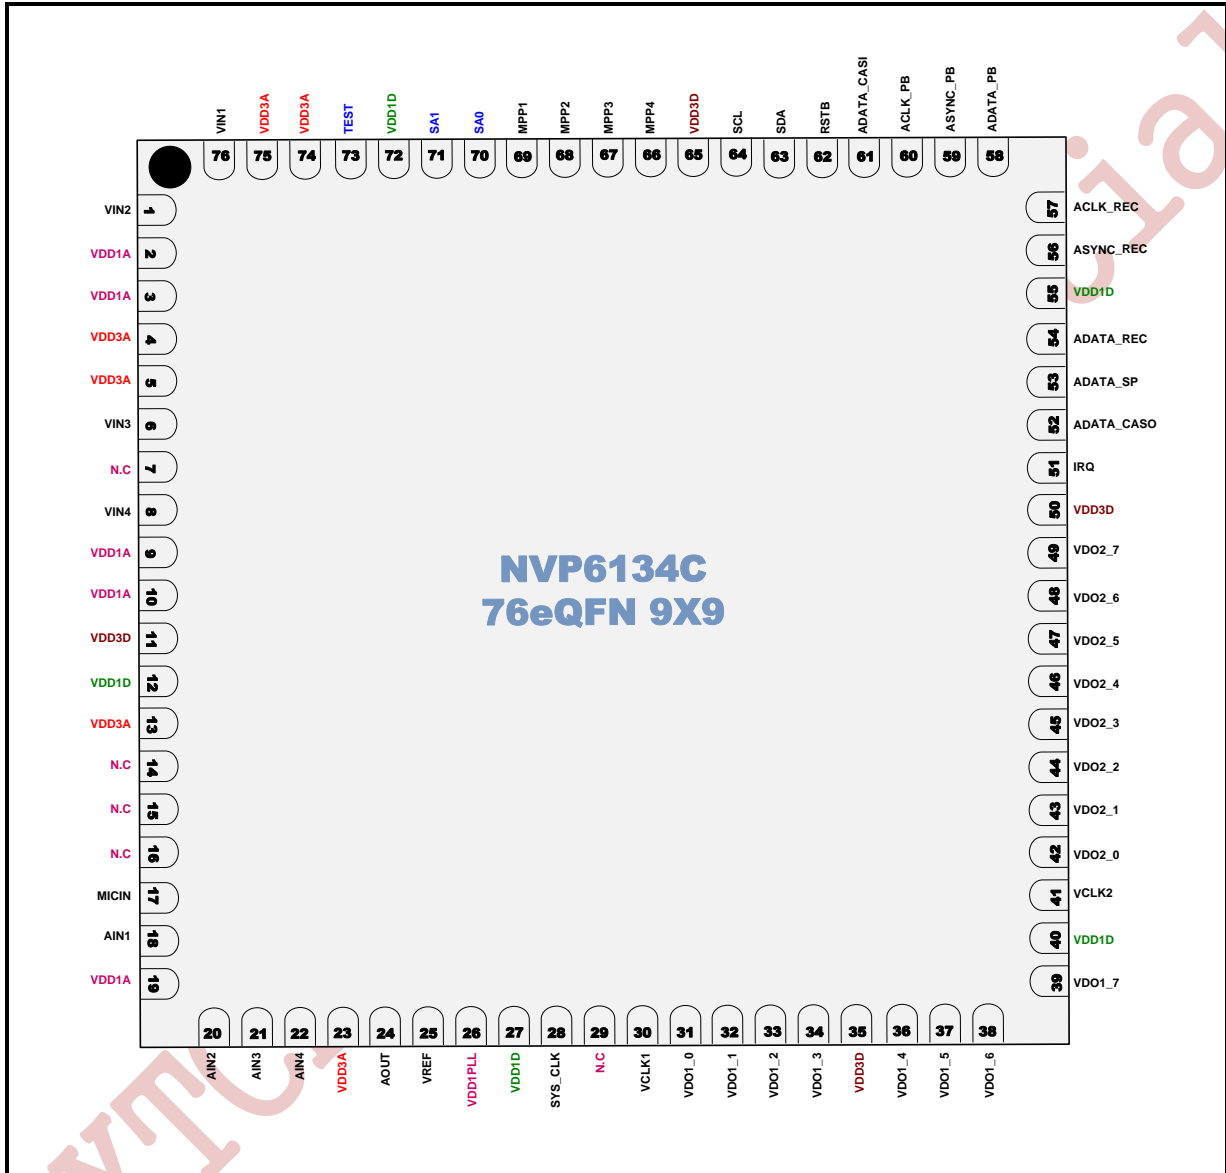 VIN1 VDD3A VDD3A TEST VDD1D SA1 SA0 MPP1 MPP2 MPP3 MPP4 VDD3D SCL SDA RSTB ADATA_CASI ACLK_PB ASYNC_PB ADATA_PB
76 75 74 73 72 71 70 69 68 67 66 65 64 63 62 61 60 59 58
VIN2 1
VDD1A 2
VDD1A 3
VDD3A 4
VDD3A 5
VIN3 6
N.C 7
VIN4 8
VDD1A 9
VDD1A 10
VDD3D 11
VDD1D 12
VDD3A 13
N.C 14
N.C 15
N.C 16
MICIN 17
AIN1 18
VDD1A 19
NVP6134C
76eQFN 9X9
57 ACLK_REC
56 ASYNC_REC
55 VDD1D
54 ADATA_REC
53 ADATA_SP
52 ADATA_CASO
51 IRQ
50 VDD3D
49 VDO2_7
48 VDO2_6
47 VDO2_5
46 VDO2_4
45 VDO2_3
44 VDO2_2
43 VDO2_1
42 VDO2_0
41 VCLK2
40 VDD1D
39 VDO1_7
20 21 22 23 24 25 26 27 28 29 30 31 32 33 34 35 36 37 38
AIN2 AIN3 AIN4 VDD3A AOUT VREF VDD1PLL VDD1D SYS_CLK N.C VCLK1 VDO1_0 VDO1_1 VDO1_2 VDO1_3 VDD3D VDO1_4 VDO1_5 VDO1_6